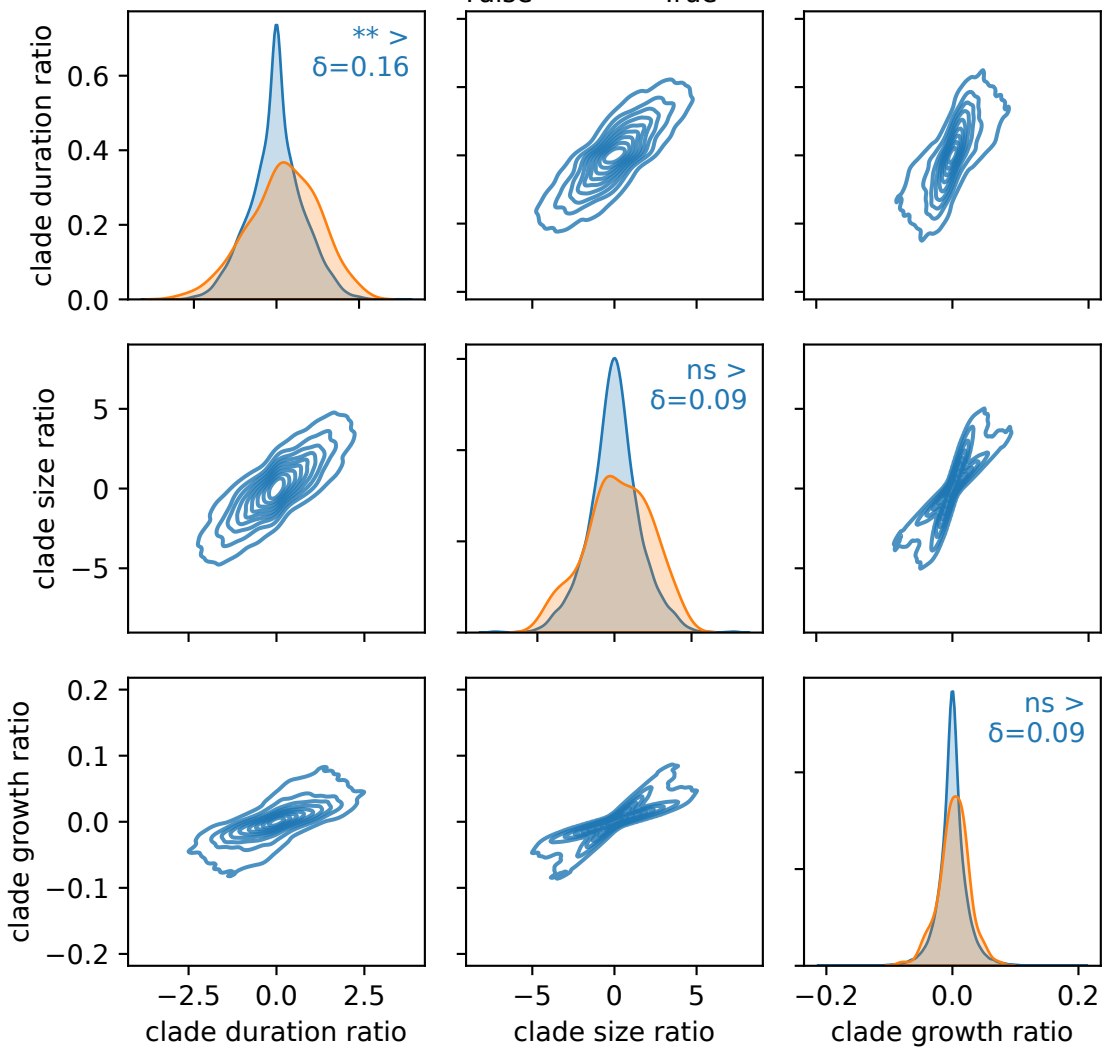 True
clade duration ratio
0.6
0.4
0.2
0.0
** >
δ=0.16
clade size ratio
5
0
−5
ns >
δ=0.09
clade growth ratio
0.2
0.1
0.0
−0.1
−0.2
ns >
δ=0.09
−2.5 0.0 2.5
−5 0 5
−0.2 0.0 0.2
clade duration ratio
clade size ratio
clade growth ratio